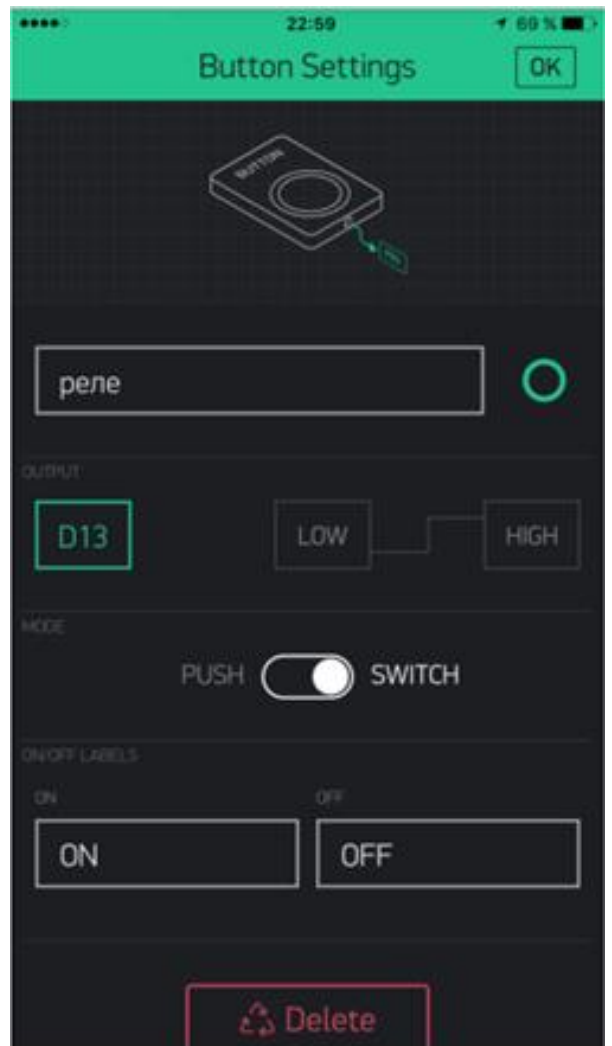 22:59
69 %
Button Settings
OK
BUTTON
PIN
реле
OUTPUT
D13
LOW
HIGH
MODE
PUSH
SWITCH
ON/OFF LABELS
ON
OFF
ON
OFF
Delete